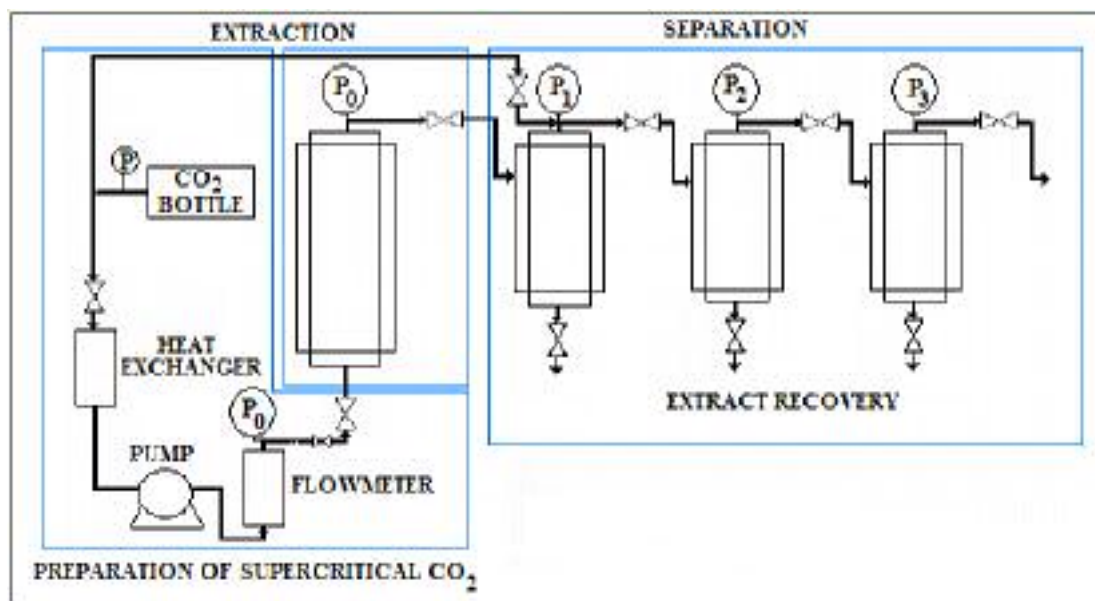 EXTRACTION
SEPARATION
P0
P1
P2
P3
P
CO2
BOTTLE
HEAT
EXCHANGER
P0
EXTRACT RECOVERY
PUMP
FLOWMETER
PREPARATION OF SUPERCRITICAL CO2